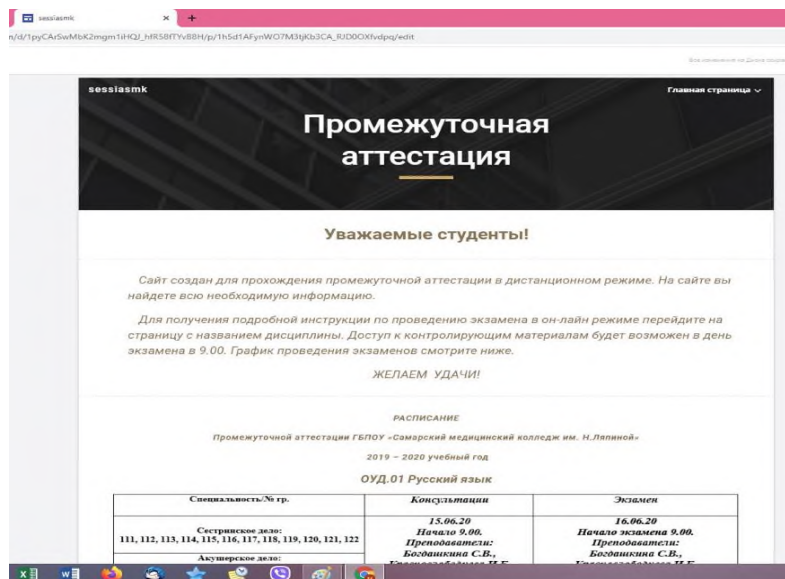 sessiasmk
sessiasmk
Главная страница
Промежуточная
аттестация
Уважаемые студенты!
Сайт создан для прохождения промежуточной аттестации в дистанционном режиме. На сайте вы
найдете всю необходимую информацию.
Для получения подробной инструкции по проведению экзамена в он-лайн режиме перейдите на
страницу с названием дисциплины. Доступ к контролирующим материалам будет возможен в день
экзамена в 9.00. График проведения экзаменов смотрите ниже.
ЖЕЛАЕМ УДАЧИ!
РАСПИСАНИЕ
Промежуточной аттестации ГБПОУ «Самарский медицинский колледж им. Н.Ляпиной»
2019 – 2020 учебный год
ОУД.01 Русский язык
Специальность/№ гр.
Консультации
Экзамен
Сестринское дело:
111, 112, 113, 114, 115, 116, 117, 118, 119, 120, 121, 122
Акушерское дело:
15.06.20
Начало 9.00.
Преподаватели:
Богдашкина С.В.,
16.06.20
Начало экзамена 9.00.
Преподаватели:
Богдашкина С.В.,